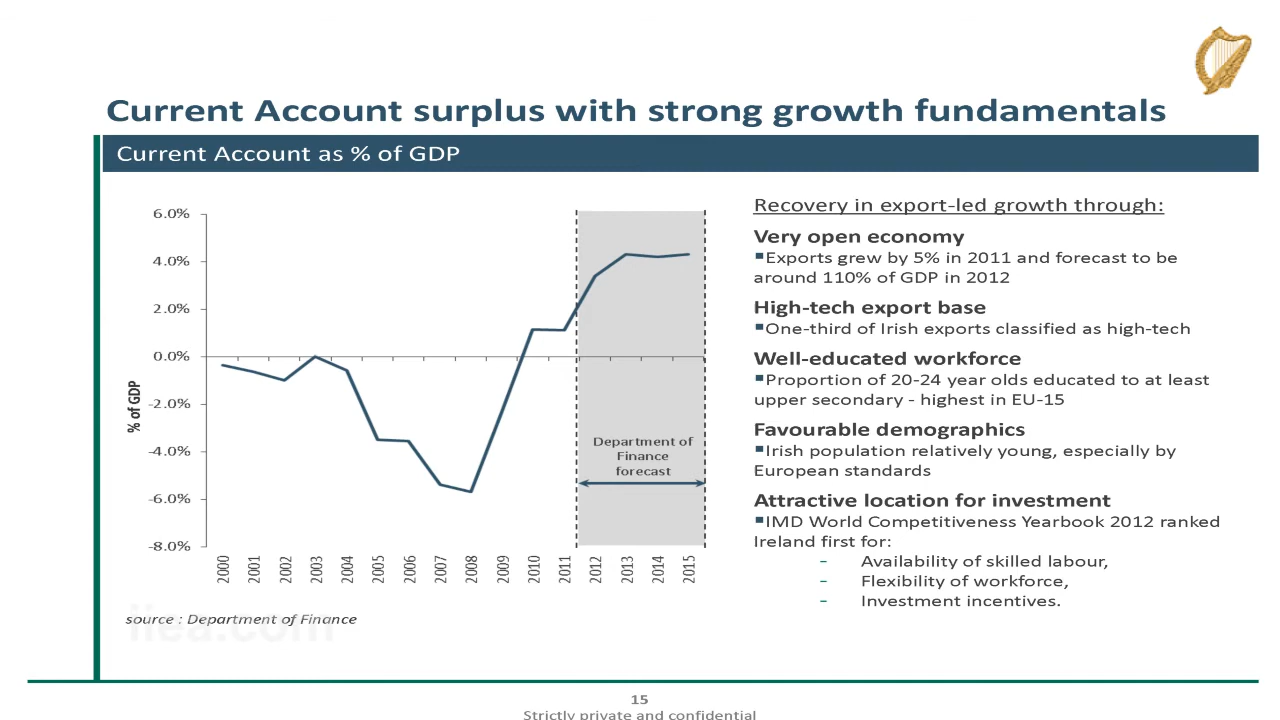 Current Account surplus with strong growth fundamentals
Current Account as % of GDP
6.0%
4.0%
2.0%
0.0%
-2.0%
-4.0%
-6.0%
-8.0%
% of GDP
2000
2001
2002
2003
2004
2005
2006
2007
2008
2009
2010
2011
2012
2013
2014
2015
Department of
Finance
forecast
source : Department of Finance
iiea.com
Recovery in export-led growth through:
Very open economy
▪Exports grew by 5% in 2011 and forecast to be
around 110% of GDP in 2012
High-tech export base
▪One-third of Irish exports classified as high-tech
Well-educated workforce
▪Proportion of 20-24 year olds educated to at least
upper secondary - highest in EU-15
Favourable demographics
▪Irish population relatively young, especially by
European standards
Attractive location for investment
▪IMD World Competitiveness Yearbook 2012 ranked
Ireland first for:
- Availability of skilled labour,
- Flexibility of workforce,
- Investment incentives.
15
Strictly private and confidential